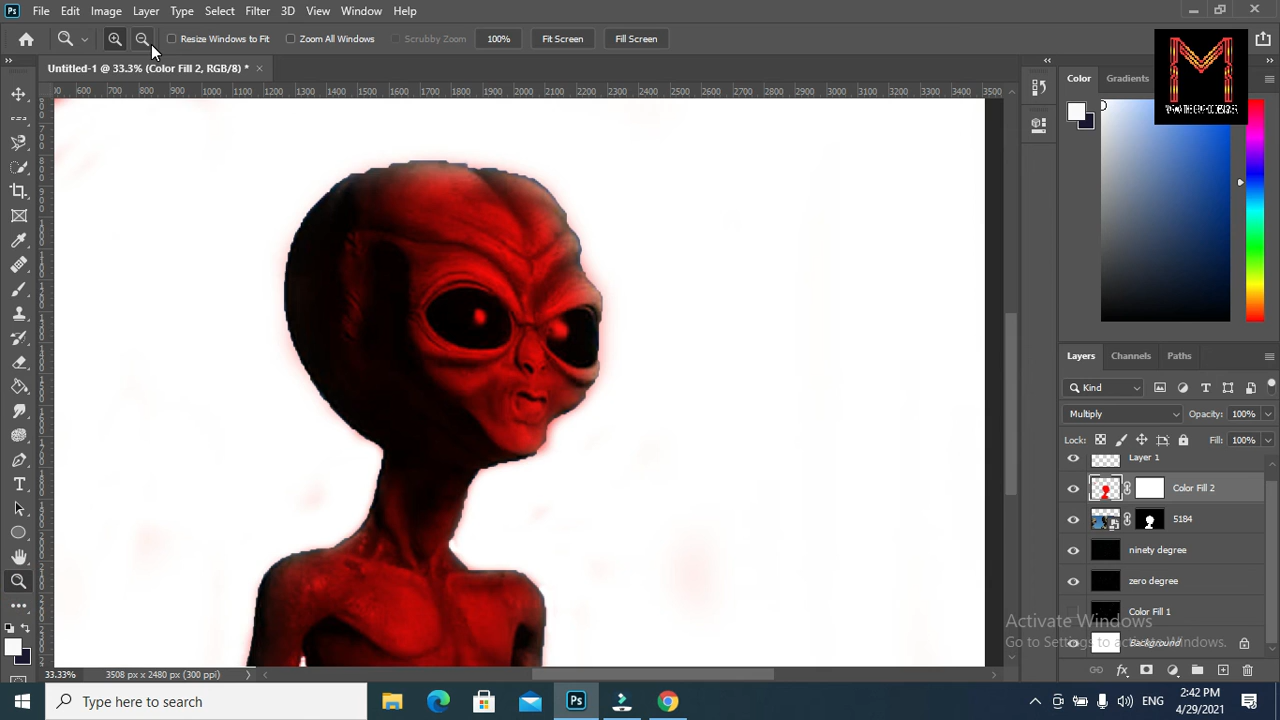 Ps File Edit Image Layer Type Select Filter 3D View Window Help
Resize Windows to Fit Zoom All Windows Scrubby Zoom 100% Fit Screen Fill Screen
Untitled-1 @ 33.3% (Color Fill 2, RGB/8) * ×
600 700 800 900 1000 1100 1200 1300 1400 1500 1600 1700 1800 1900 2000 2100 2200 2300 2400 2500 2600 2700 2800 2900 3000 3100 3200 3300 3400 3500
Color Gradients
M
Layers Channels Paths
Kind
Multiply Opacity: 100%
Lock: Fill: 100%
Layer 1
Color Fill 2
5184
ninety degree
zero degree
Color Fill 1
Background
Activate Windows
Go to Settings to activate Windows.
33.33% 3508 px x 2480 px (300 ppi)
Type here to search
Ps
ENG
2:42 PM
4/29/2021